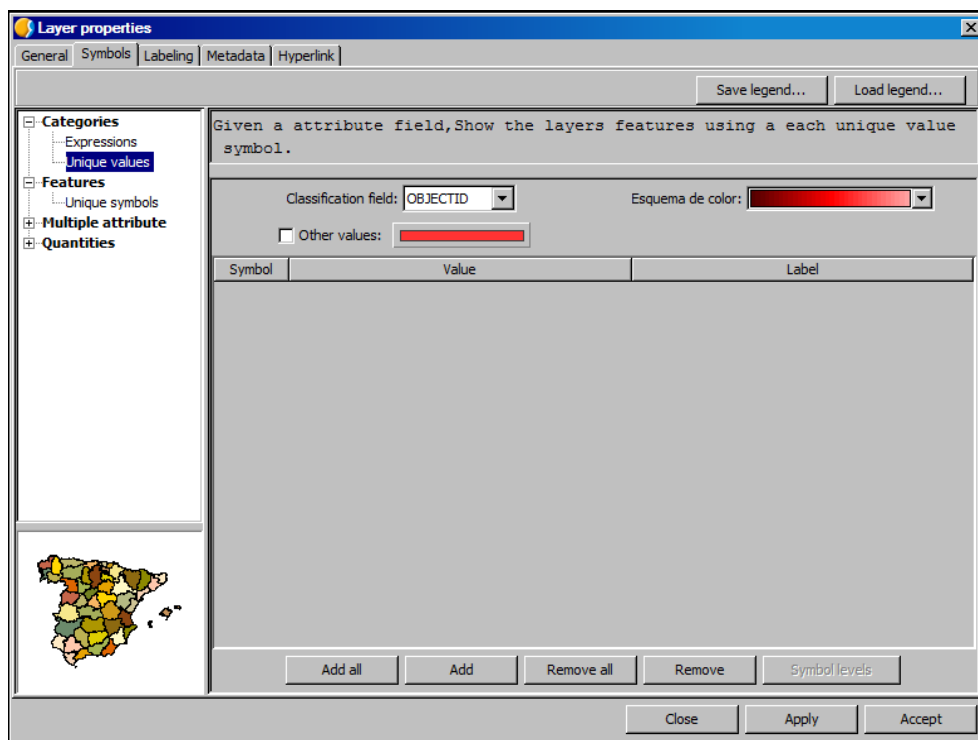 Layer properties
General Symbols Labeling Metadata Hyperlink
Save legend... Load legend...
Categories
Expressions
Unique values
Features
Unique symbols
Multiple attribute
Quantities
Given a attribute field,Show the layers features using a each unique value
symbol.
Classification field: OBJECTID Esquema de color:
Other values:
Symbol Value Label
Add all Add Remove all Remove Symbol levels
Close Apply Accept